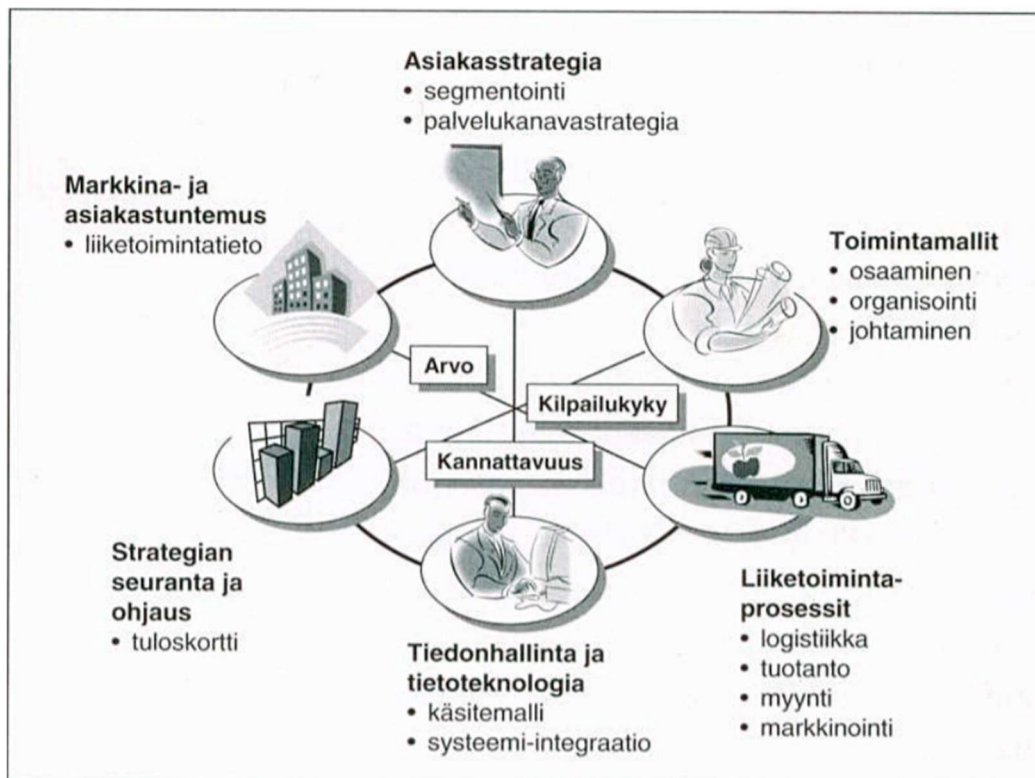 Asiakasstrategia
• segmentointi
• palvelukanavastrategia
Markkina- ja
asiakastuntemus
• liiketoimintatieto
Toimintamallit
• osaaminen
• organisointi
• johtaminen
Arvo
Kilpailukyky
Kannattavuus
Strategian
seuranta ja
ohjaus
• tuloskortti
Tiedonhallinta ja
tietoteknologia
• käsitemalli
• systeemi-integraatio
Liiketoiminta-
prosessit
• logistiikka
• tuotanto
• myynti
• markkinointi